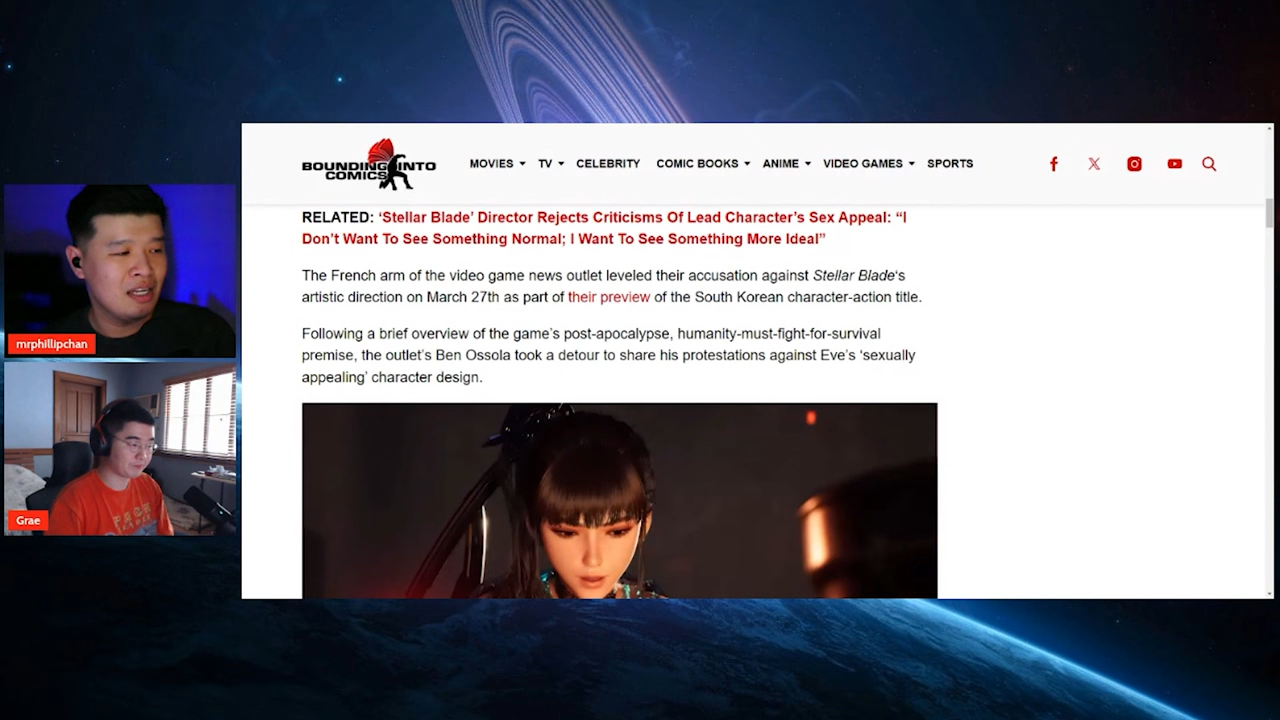 BOUNDING INTO
COMICS
MOVIES TV CELEBRITY COMIC BOOKS ANIME VIDEO GAMES SPORTS
RELATED: ‘Stellar Blade’ Director Rejects Criticisms Of Lead Character’s Sex Appeal: “I
Don’t Want To See Something Normal; I Want To See Something More Ideal”
The French arm of the video game news outlet leveled their accusation against Stellar Blade‘s
artistic direction on March 27th as part of their preview of the South Korean character-action title.
Following a brief overview of the game’s post-apocalypse, humanity-must-fight-for-survival
premise, the outlet’s Ben Ossola took a detour to share his protestations against Eve’s ‘sexually
appealing’ character design.
mrphillipchan
Grae